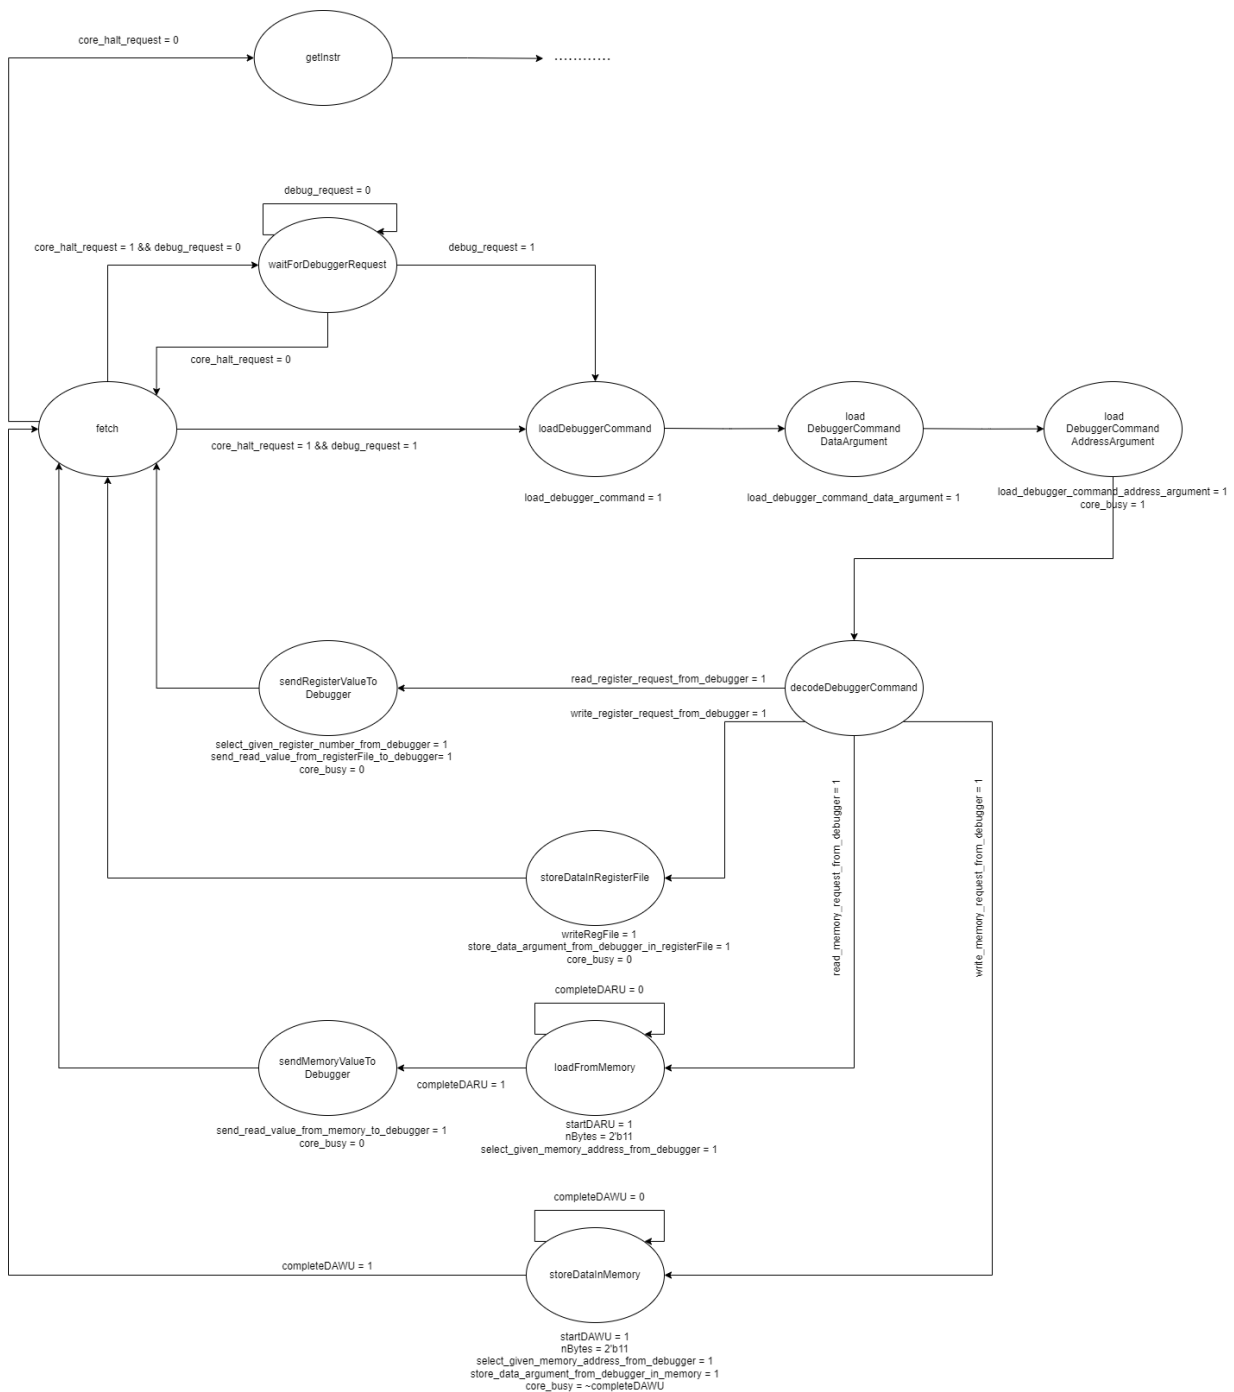 core_halt_request = 0
getInstr
............
debug_request = 0
core_halt_request = 1 && debug_request = 0
debug_request = 1
waitForDebuggerRequest
core_halt_request = 0
fetch
core_halt_request = 1 && debug_request = 1
loadDebuggerCommand
load_debugger_command = 1
load
DebuggerCommand
DataArgument
load_debugger_command_data_argument = 1
load
DebuggerCommand
AddressArgument
load_debugger_command_address_argument = 1
core_busy = 1
decodeDebuggerCommand
read_register_request_from_debugger = 1
write_register_request_from_debugger = 1
read_memory_request_from_debugger = 1
write_memory_request_from_debugger = 1
sendRegisterValueTo
Debugger
select_given_register_number_from_debugger = 1
send_read_value_from_registerFile_to_debugger= 1
core_busy = 0
storeDataInRegisterFile
writeRegFile = 1
store_data_argument_from_debugger_in_registerFile = 1
core_busy = 0
completeDARU = 0
loadFromMemory
completeDARU = 1
startDARU = 1
nBytes = 2'b11
select_given_memory_address_from_debugger = 1
sendMemoryValueTo
Debugger
send_read_value_from_memory_to_debugger = 1
core_busy = 0
completeDAWU = 0
completeDAWU = 1
storeDataInMemory
startDAWU = 1
nBytes = 2'b11
select_given_memory_address_from_debugger = 1
store_data_argument_from_debugger_in_memory = 1
core_busy = ~completeDAWU